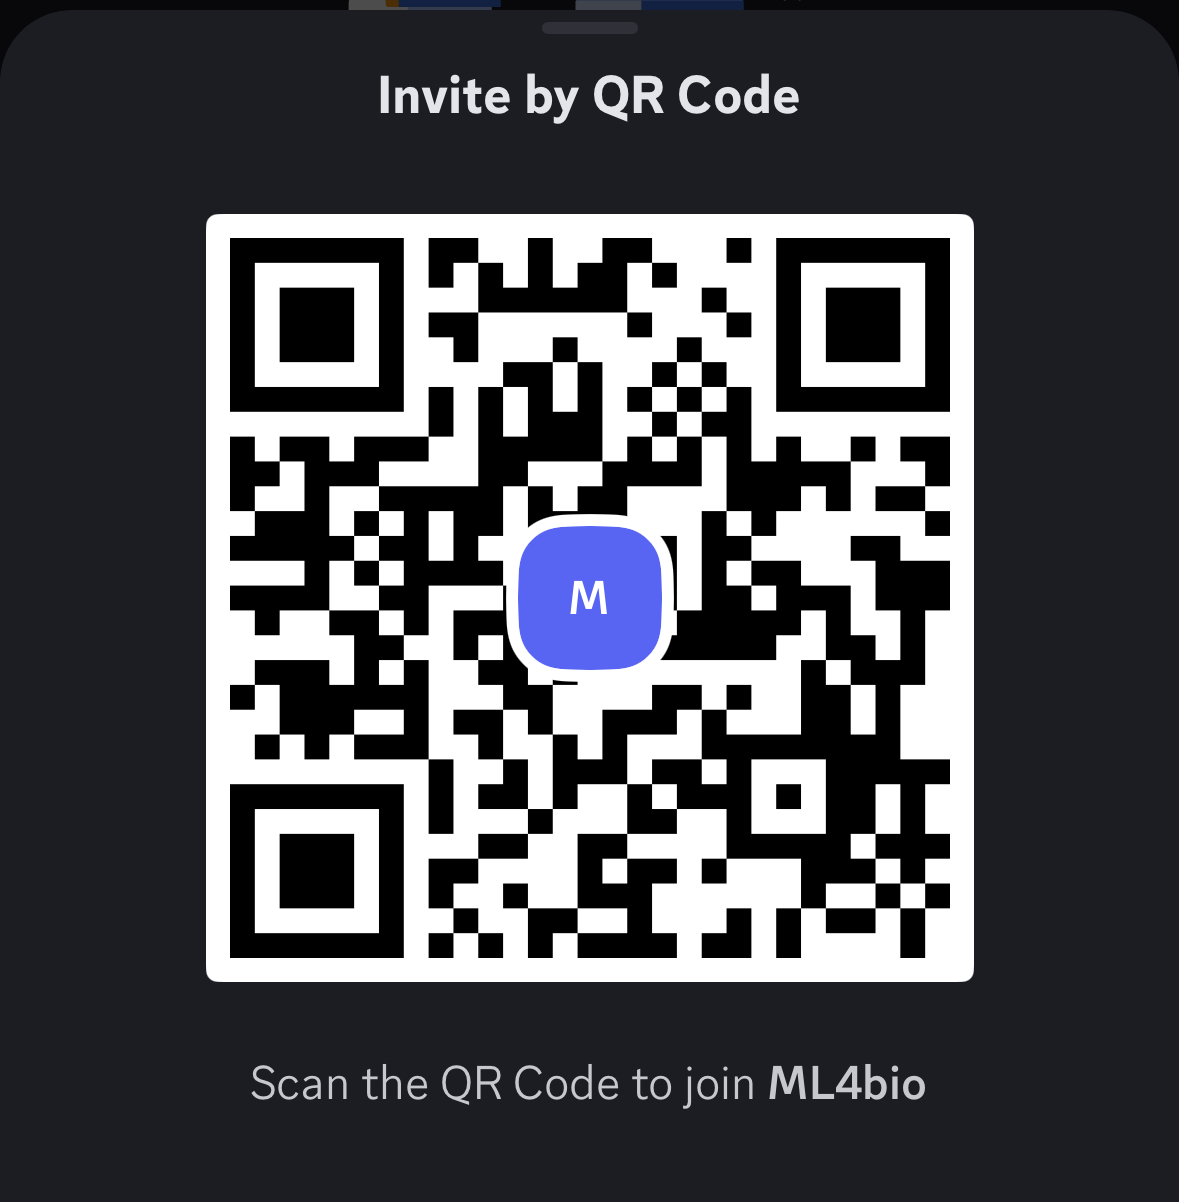 Invite by QR Code
M
Scan the QR Code to join ML4bio